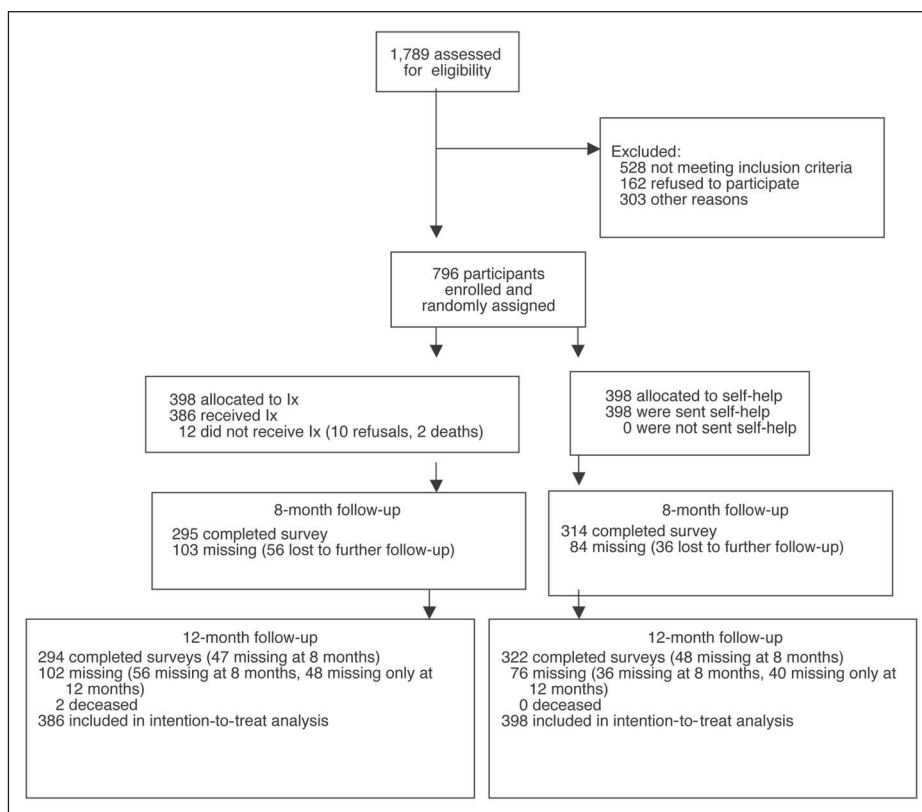 1,789 assessed
for eligibility
Excluded:
528 not meeting inclusion criteria
162 refused to participate
303 other reasons
796 participants
enrolled and
randomly assigned
398 allocated to Ix
386 received Ix
12 did not receive Ix (10 refusals, 2 deaths)
398 allocated to self-help
398 were sent self-help
0 were not sent self-help
8-month follow-up
295 completed survey
103 missing (56 lost to further follow-up)
8-month follow-up
314 completed survey
84 missing (36 lost to further follow-up)
12-month follow-up
294 completed surveys (47 missing at 8 months)
102 missing (56 missing at 8 months, 48 missing only at
12 months)
2 deceased
386 included in intention-to-treat analysis
12-month follow-up
322 completed surveys (48 missing at 8 months)
76 missing (36 missing at 8 months, 40 missing only at
12 months)
0 deceased
398 included in intention-to-treat analysis